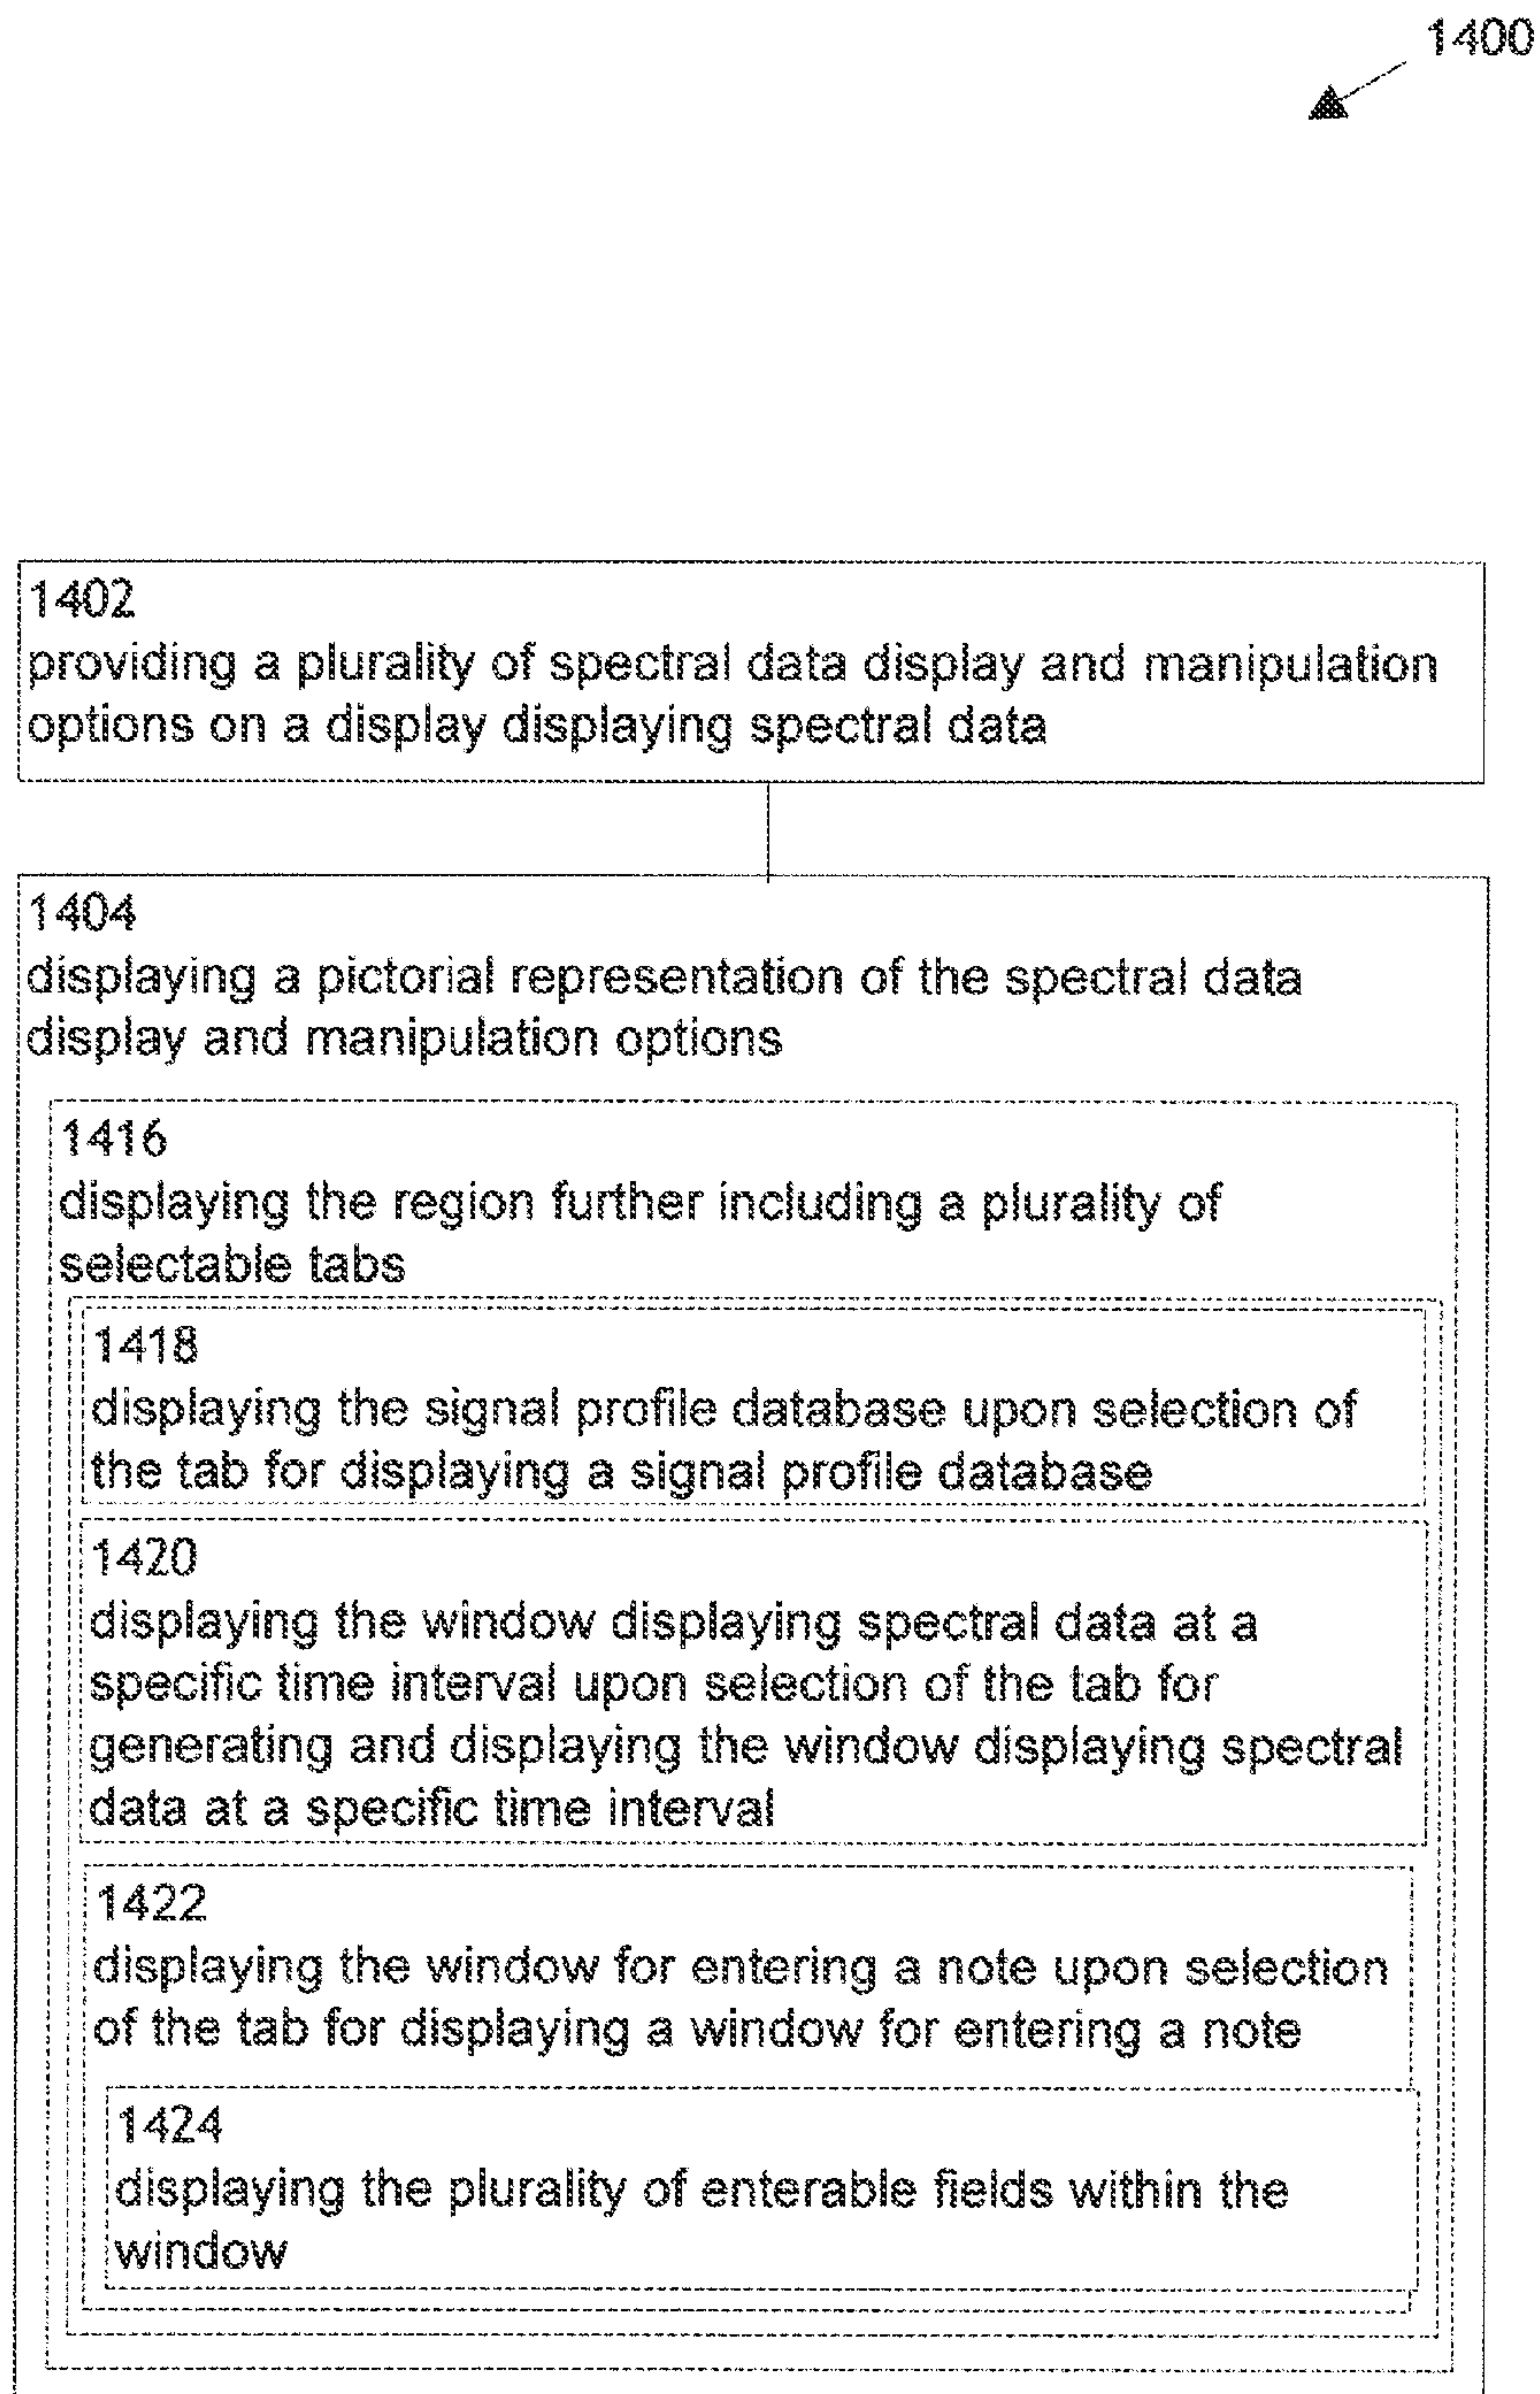 1400
1402
providing a plurality of spectral data display and manipulation
options on a display displaying spectral data
1404
displaying a pictorial representation of the spectral data
display and manipulation options
1416
displaying the region further including a plurality of
selectable tabs
1418
displaying the signal profile database upon selection of
the tab for displaying a signal profile database
1420
displaying the window displaying spectral data at a
specific time interval upon selection of the tab for
generating and displaying the window displaying spectral
data at a specific time interval
1422
displaying the window for entering a note upon selection
of the tab for displaying a window for entering a note
1424
displaying the plurality of enterable fields within the
window